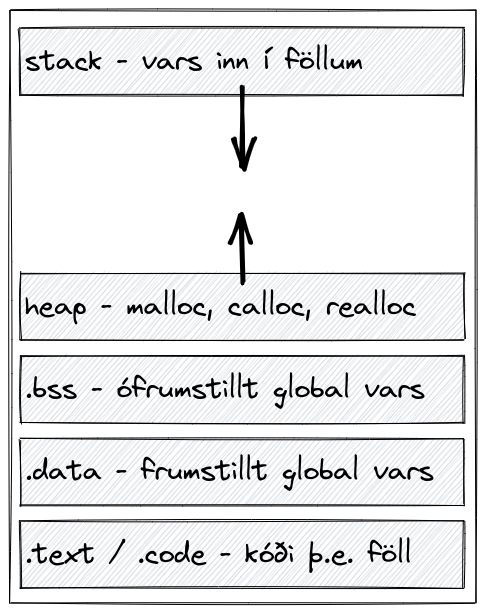 stack - vars inn í föllum
heap - malloc, calloc, realloc
.bss - ófrumstillt global vars
.data - frumstillt global vars
.text / .code - kóði þ.e. föll